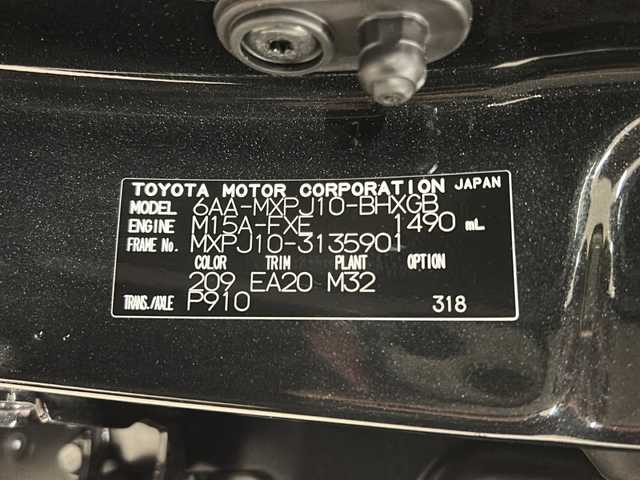 TOYOTA MOTOR CORPORATION JAPAN
MODEL 6AA-MXPJ10-BHXGB
ENGINE M15A-FXE 1490 mL
FRAME No. MXPJ10-3135901
COLOR TRIM PLANT OPTION
209 EA20 M32
TRANS./AXLE P910 318